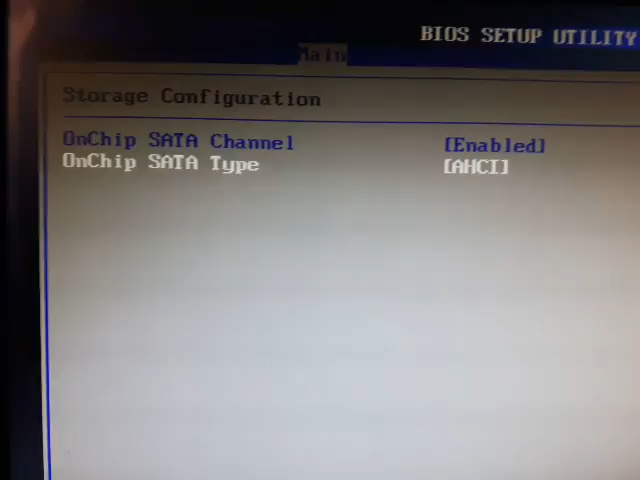 BIOS SETUP UTILITY
Main
Storage Configuration
OnChip SATA Channel [Enabled]
OnChip SATA Type [AHCI]